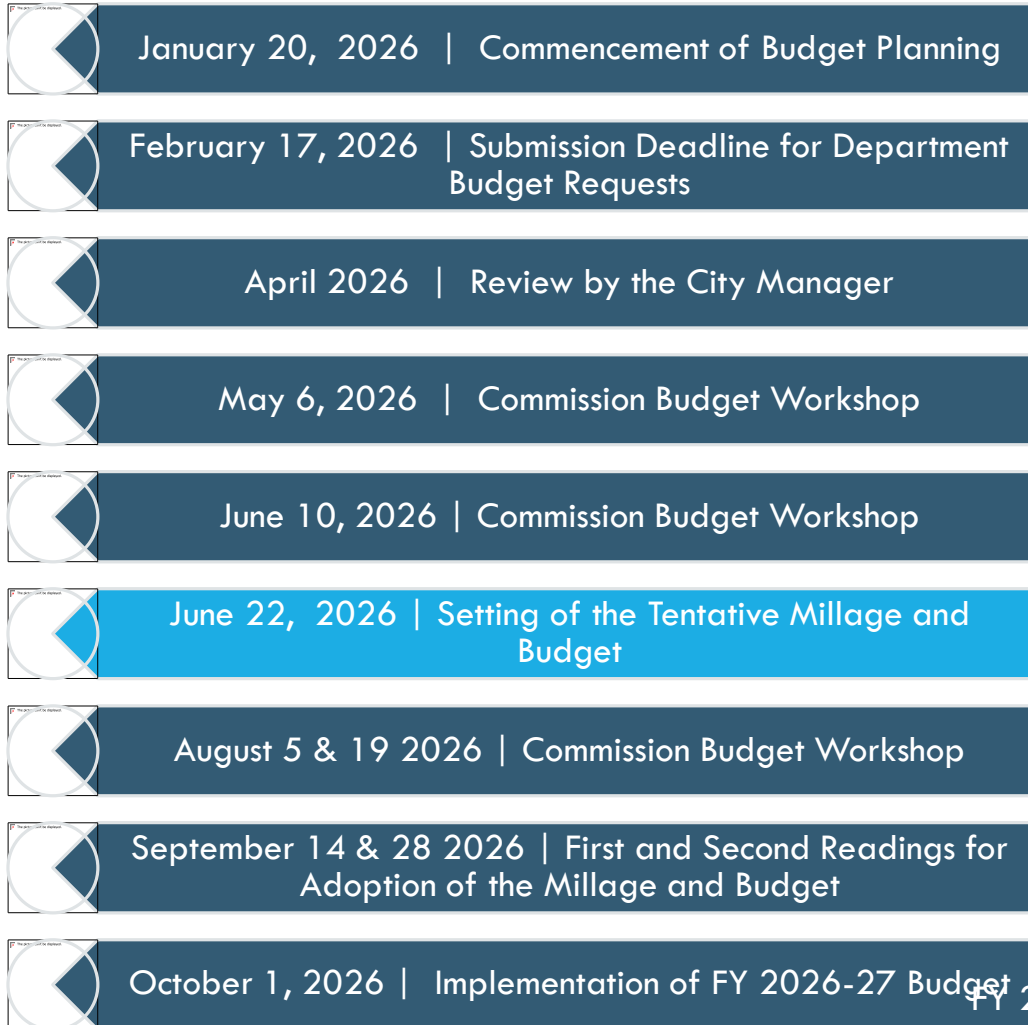 January 20, 2026 | Commencement of Budget Planning
February 17, 2026 | Submission Deadline for Department
Budget Requests
April 2026 | Review by the City Manager
May 6, 2026 | Commission Budget Workshop
June 10, 2026 | Commission Budget Workshop
June 22, 2026 | Setting of the Tentative Millage and
Budget
August 5 & 19 2026 | Commission Budget Workshop
September 14 & 28 2026 | First and Second Readings for
Adoption of the Millage and Budget
October 1, 2026 | Implementation of FY 2026-27 Budget
FY 2